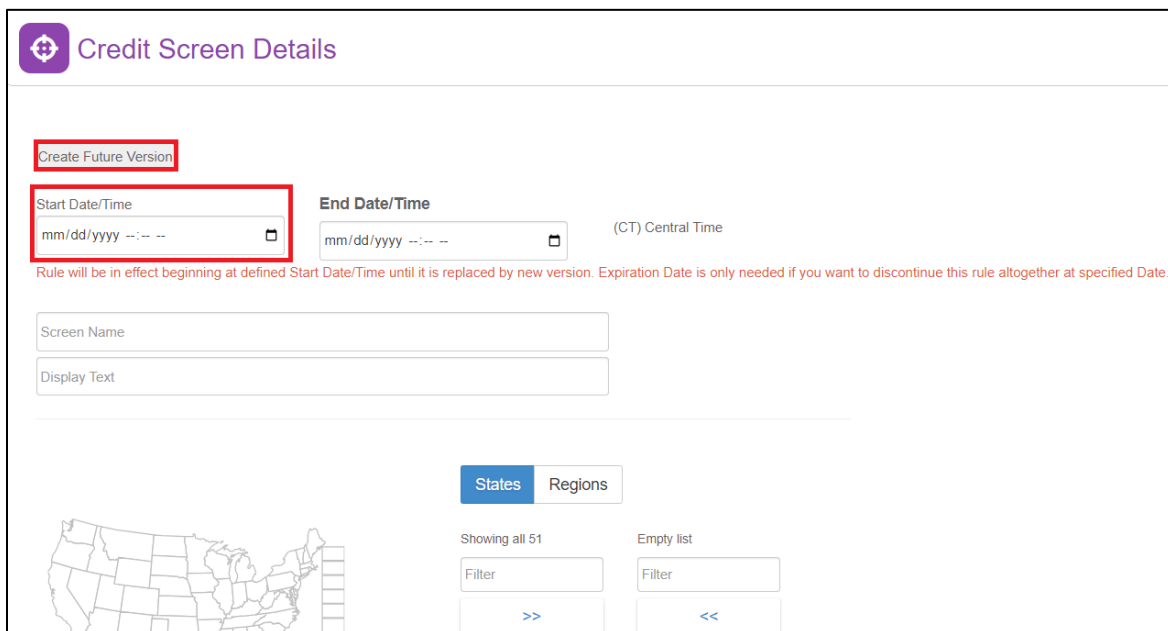 Credit Screen Details
Create Future Version
Start Date/Time
End Date/Time
mm/dd/yyyy --:-- --
mm/dd/yyyy --:-- --
(CT) Central Time
Rule will be in effect beginning at defined Start Date/Time until it is replaced by new version. Expiration Date is only needed if you want to discontinue this rule altogether at specified Date.
Screen Name
Display Text
States
Regions
Showing all 51
Empty list
Filter
Filter
>>
<<